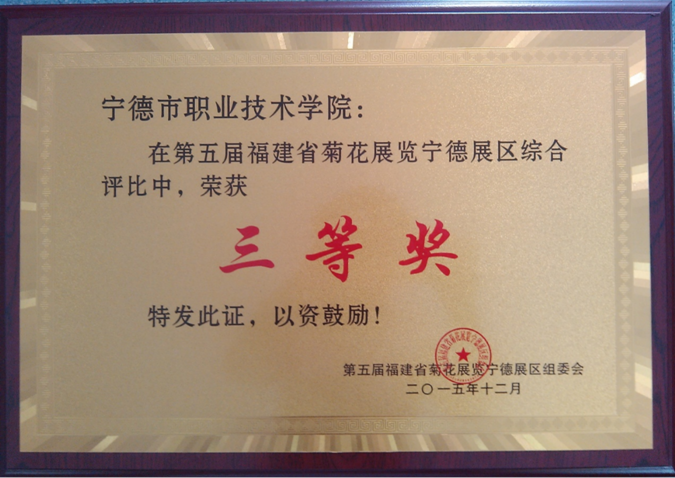 宁德市职业技术学院：
在第五届福建省菊花展览宁德展区综合
评比中，荣获
三等奖
特发此证，以资鼓励！
第五届福建省菊花展览宁德展区组委会
二〇一五年十二月